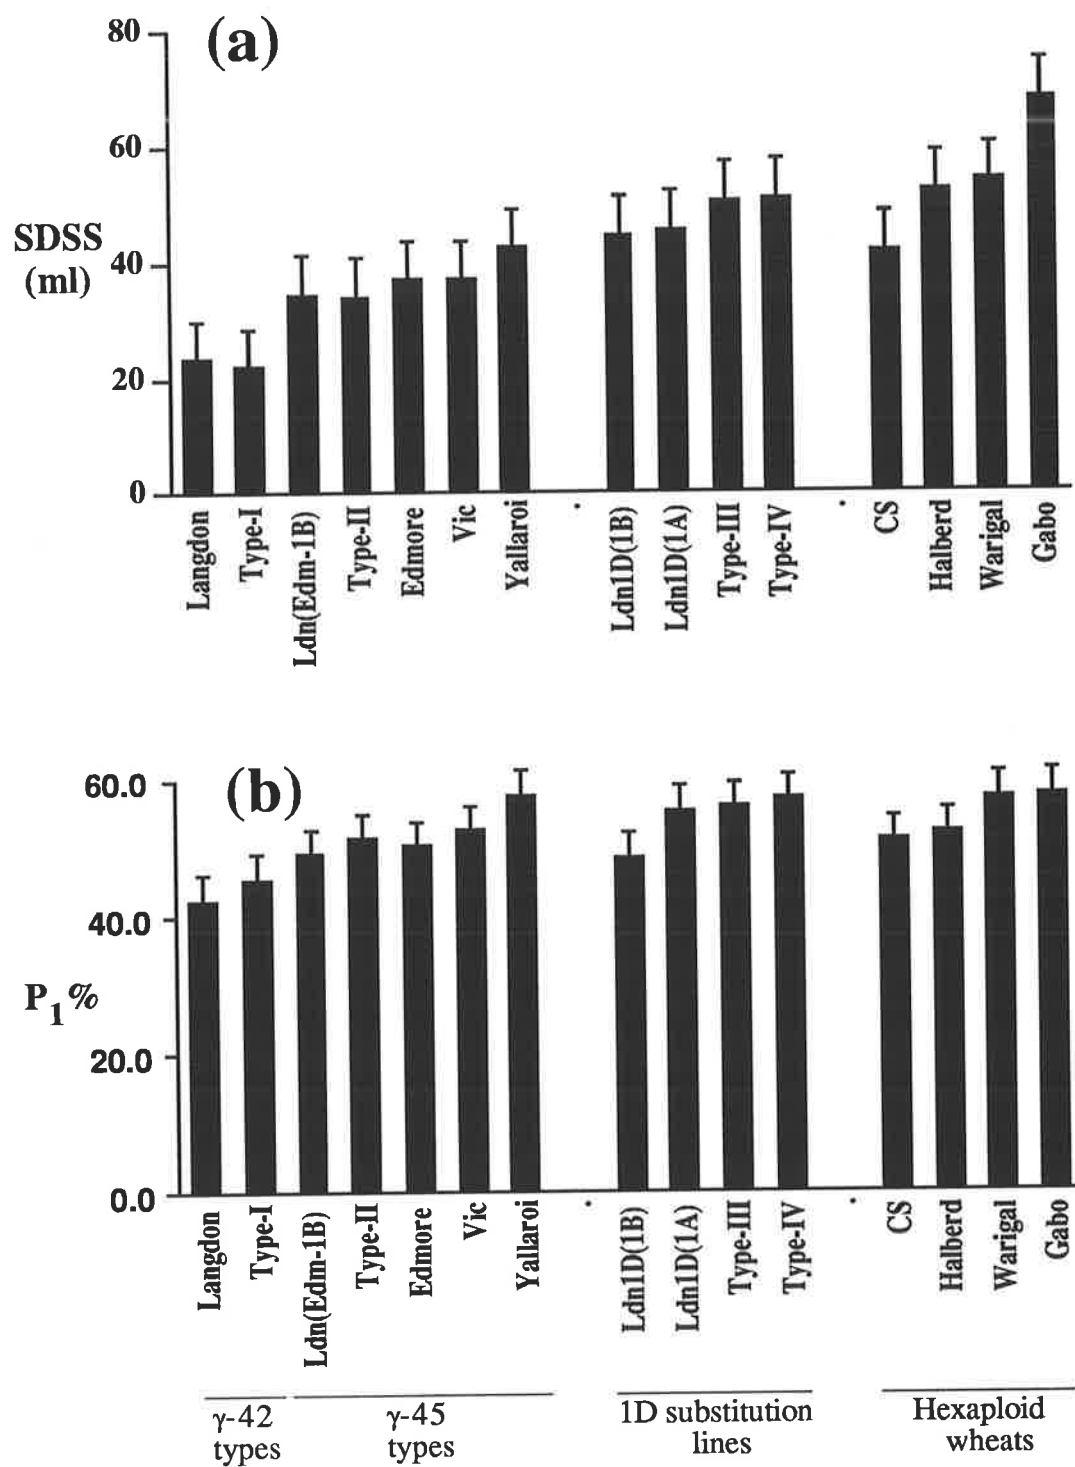 (a)
80
60
SDSS
(ml)
40
20
0
Langdon
Type-I
Ldn(Edm-1B)
Type-II
Edmore
Vic
Yallaroi
Ldn1D(1B)
Ldn1D(1A)
Type-III
Type-IV
CS
Halberd
Warigal
Gabo
(b)
60.0
40.0
P1%
20.0
0.0
Langdon
Type-I
Ldn(Edm-1B)
Type-II
Edmore
Vic
Yallaroi
Ldn1D(1B)
Ldn1D(1A)
Type-III
Type-IV
CS
Halberd
Warigal
Gabo
γ-42
types
γ-45
types
1D substitution
lines
Hexaploid
wheats